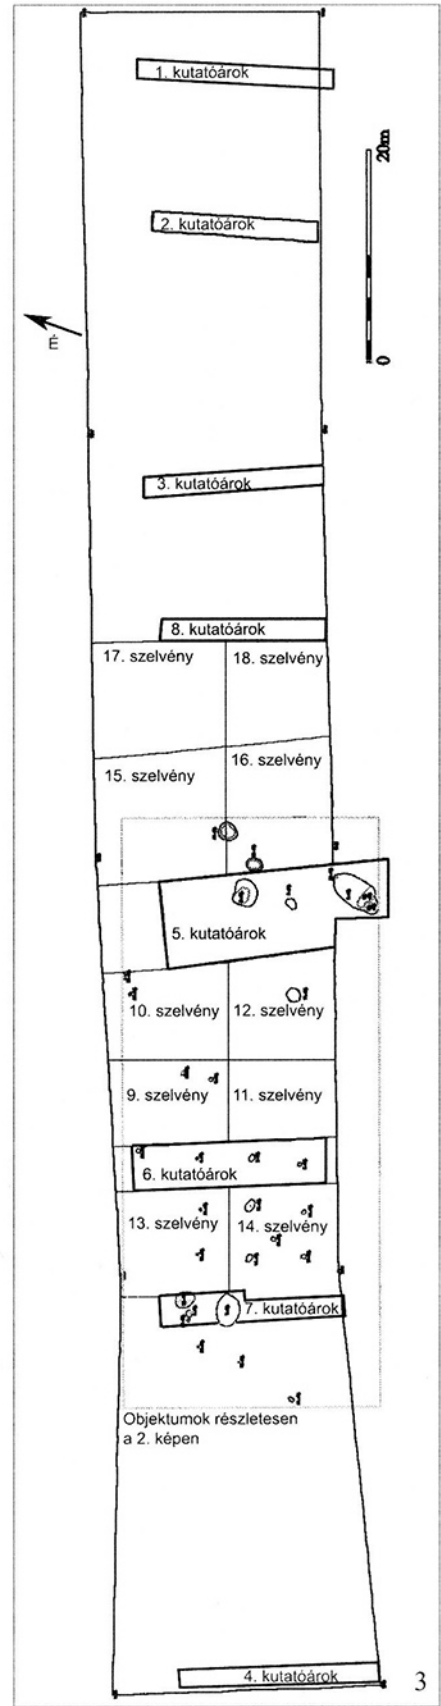 1. kutatóárok
20m
2. kutatóárok
É
0
3. kutatóárok
8. kutatóárok
17. szelvény
18. szelvény
15. szelvény
16. szelvény
5. kutatóárok
10. szelvény
12. szelvény
9. szelvény
11. szelvény
6. kutatóárok
13. szelvény
14. szelvény
7. kutatóárok
Objektumok részletesen
a 2. képen
4. kutatóárok
3